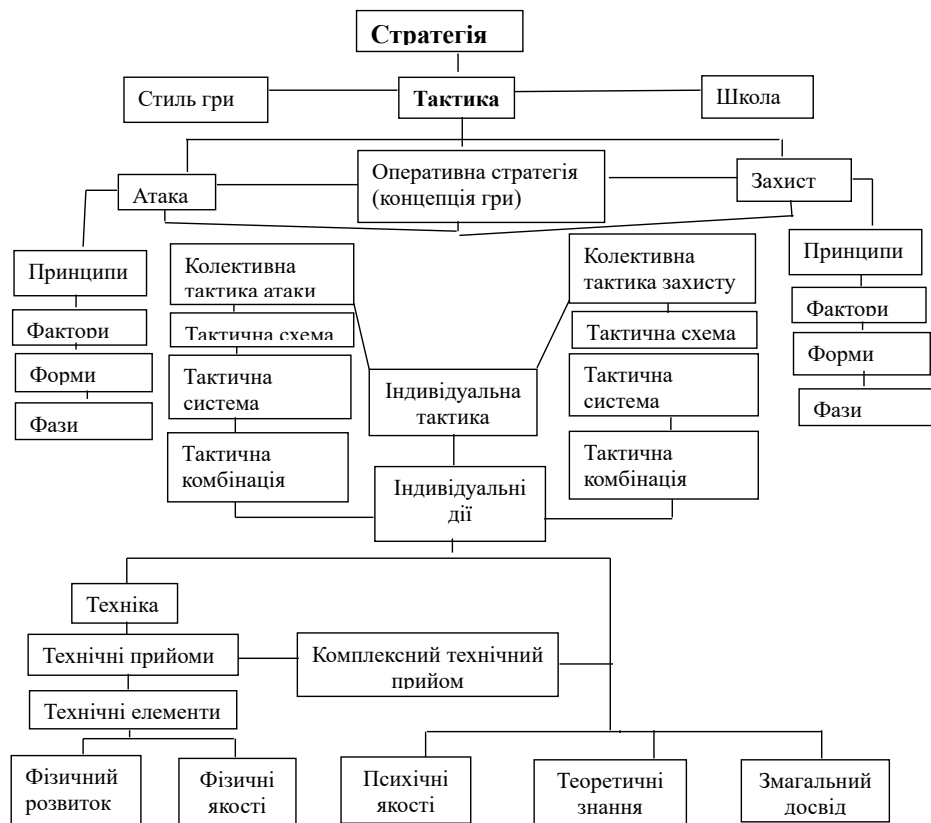 Стратегія
Стиль гри
Тактика
Школа
Оперативна стратегія
(концепція гри)
Атака
Захист
Принципи
Колективна
тактика атаки
Колективна
тактика захисту
Принципи
Фактори
Тактична схема
Тактична схема
Фактори
Форми
Тактична
система
Індивідуальна
тактика
Тактична
система
Форми
Фази
Фази
Тактична
комбінація
Індивідуальні
дії
Тактична
комбінація
Техніка
Технічні прийоми
Комплексний технічний
прийом
Технічні елементи
Фізичний
розвиток
Фізичні
якості
Психічні
якості
Теоретичні
знання
Змагальний
досвід